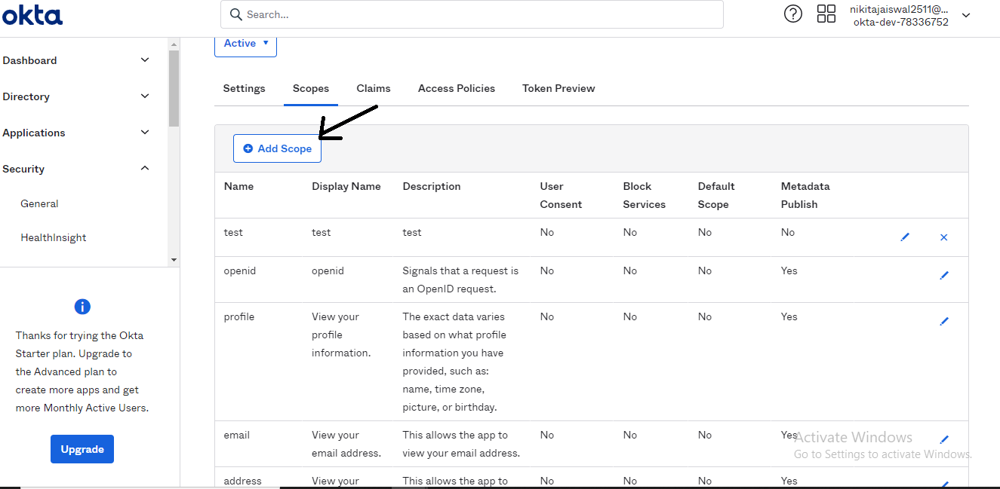 okta
Search...
nikitajaiswal2511@...
okta-dev-78336752
Dashboard
Directory
Applications
Security
General
HealthInsight
Thanks for trying the Okta
Starter plan. Upgrade to
the Advanced plan to
create more apps and get
more Monthly Active Users.
Upgrade
Active
Settings Scopes Claims Access Policies Token Preview
Add Scope
Name Display Name Description User Consent Block Services Default Scope Metadata Publish
test test test No No No No
openid openid Signals that a request is No No No Yes
an OpenID request.
profile View your The exact data varies No No No Yes
profile based on what profile
information. information you have
provided, such as:
name, time zone,
picture, or birthday.
email View your This allows the app to No No No Yes
email address. view your email address.
address View your This allows the app to No No No Yes
Activate Windows
Go to Settings to activate Windows.